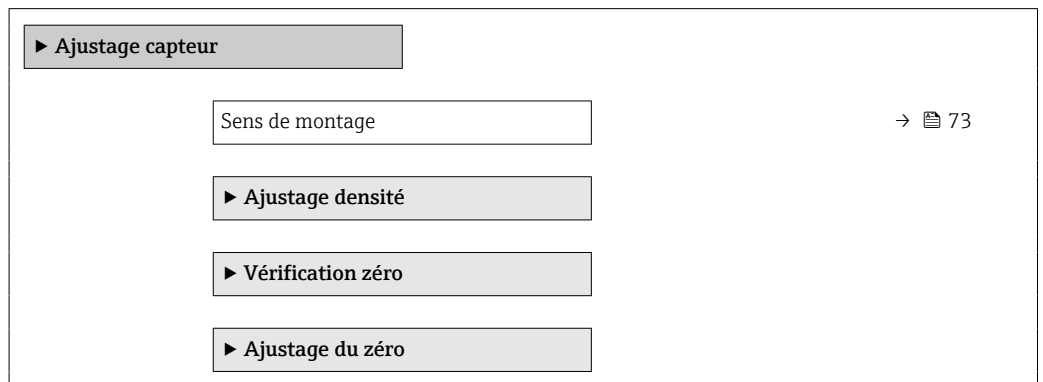 ▶ Ajustage capteur
Sens de montage → 🖹 73
▶ Ajustage densité
▶ Vérification zéro
▶ Ajustage du zéro